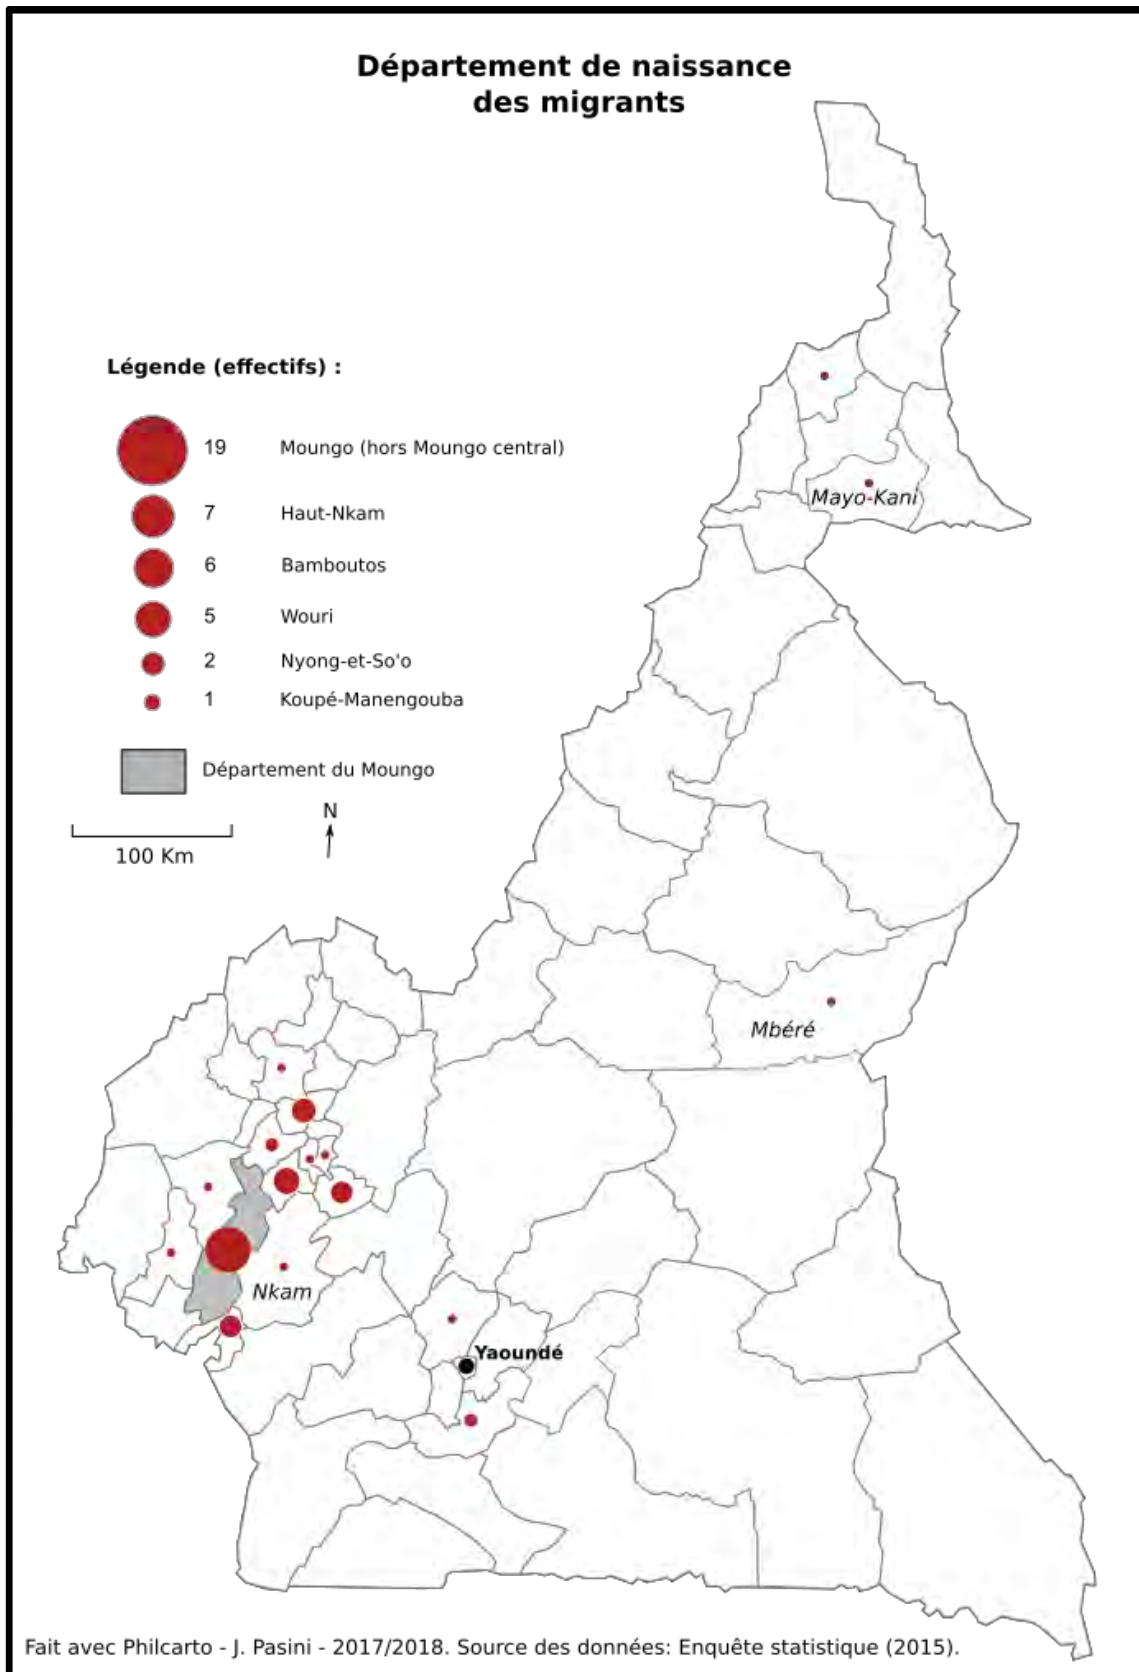 Département de naissance
des migrants
Légende (effectifs) :
19 Moungo (hors Moungo central)
7 Haut-Nkam
6 Bamboutos
5 Wouri
2 Nyong-et-So'o
1 Koupé-Manengouba
Département du Moungo
N
100 Km
Mayo-Kani
Mbéré
Nkam
Yaoundé
Fait avec Philcarto - J. Pasini - 2017/2018. Source des données: Enquête statistique (2015).